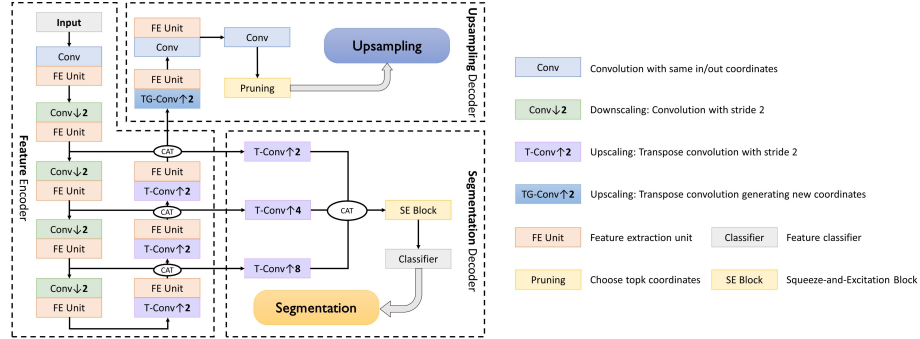 Input
Conv
FE Unit
Conv↓2
FE Unit
Conv↓2
FE Unit
Conv↓2
FE Unit
Conv↓2
FE Unit
Feature Encoder
CAT
FE Unit
T-Conv↑2
CAT
FE Unit
T-Conv↑2
CAT
FE Unit
T-Conv↑2
FE Unit
Conv
FE Unit
TG-Conv↑2
Conv
Pruning
Upsampling
Upsampling Decoder
T-Conv↑2
T-Conv↑4
T-Conv↑8
CAT
SE Block
Classifier
Segmentation
Segmentation Decoder
Conv Convolution with same in/out coordinates
Conv↓2 Downscaling: Convolution with stride 2
T-Conv↑2 Upscaling: Transpose convolution with stride 2
TG-Conv↑2 Upscaling: Transpose convolution generating new coordinates
FE Unit Feature extraction unit Classifier Feature classifier
Pruning Choose topk coordinates SE Block Squeeze-and-Excitation Block